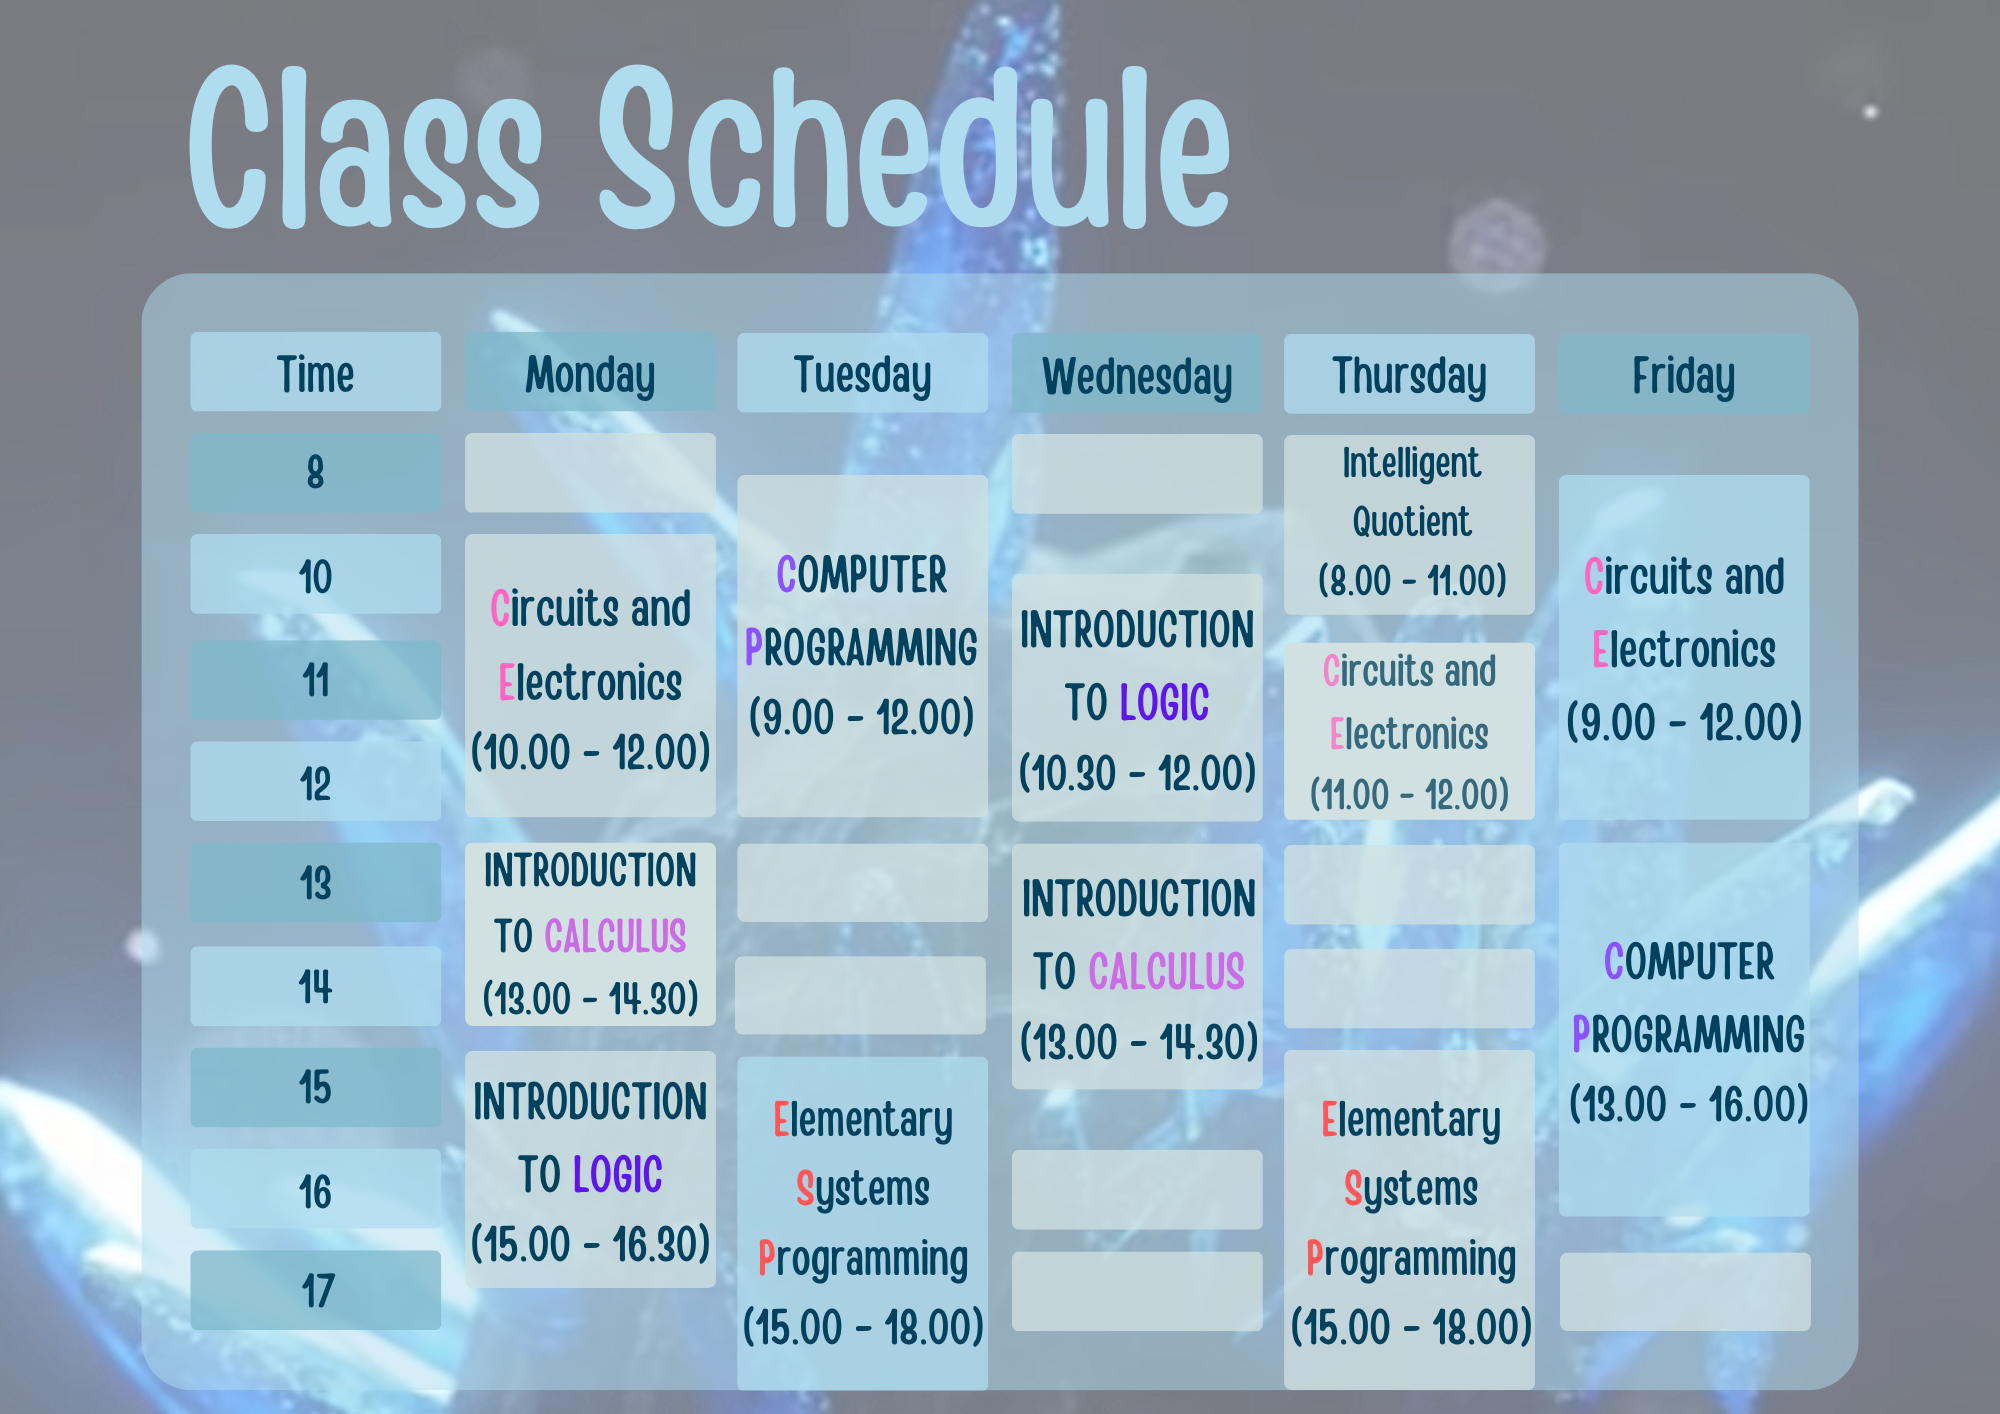 Class Schedule
Time
Monday
Tuesday
Wednesday
Thursday
Friday
8
10
11
12
13
14
15
16
17
Circuits and
Electronics
(10.00 - 12.00)
INTRODUCTION
TO CALCULUS
(13.00 - 14.30)
INTRODUCTION
TO LOGIC
(15.00 - 16.30)
COMPUTER
PROGRAMMING
(9.00 - 12.00)
Elementary
Systems
Programming
(15.00 - 18.00)
INTRODUCTION
TO LOGIC
(10.30 - 12.00)
INTRODUCTION
TO CALCULUS
(13.00 - 14.30)
Intelligent
Quotient
(8.00 - 11.00)
Circuits and
Electronics
(11.00 - 12.00)
Elementary
Systems
Programming
(15.00 - 18.00)
Circuits and
Electronics
(9.00 - 12.00)
COMPUTER
PROGRAMMING
(13.00 - 16.00)